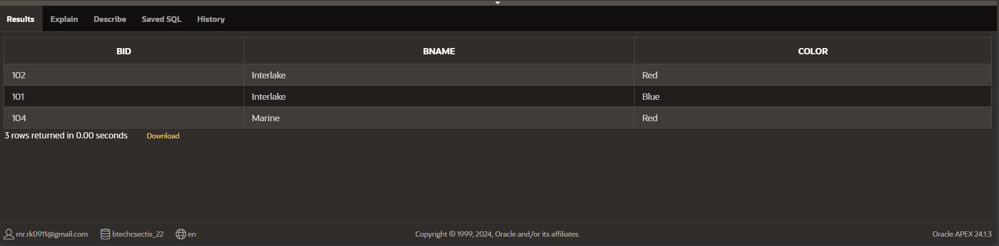 Results Explain Describe Saved SQL History
BID BNAME COLOR
102 Interlake Red
101 Interlake Blue
104 Marine Red
3 rows returned in 0.00 seconds Download
mr.rk0911@gmail.com btechcsectis_22 en Copyright © 1999, 2024, Oracle and/or its affiliates. Oracle APEX 24.1.3